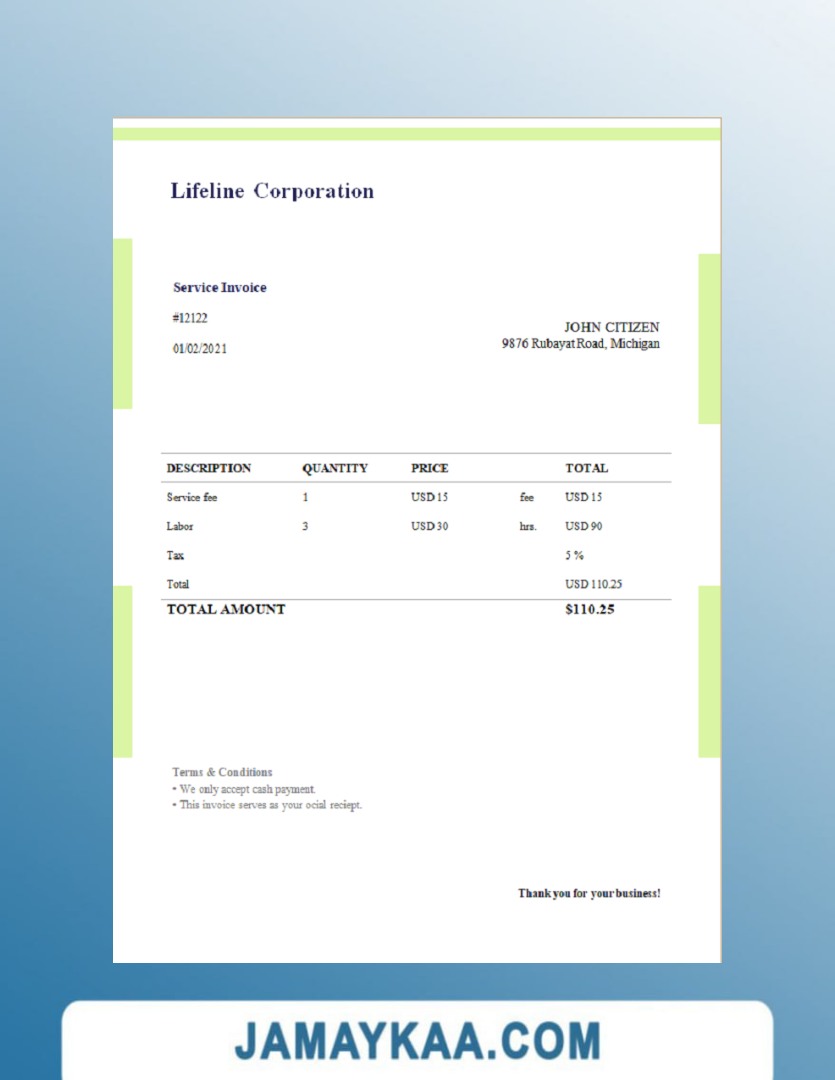 Lifeline Corporation
Service Invoice
#12122
JOHN CITIZEN
01/02/2021
9876 Rubayat Road, Michigan
DESCRIPTION QUANTITY PRICE TOTAL
Service fee 1 USD 15 fee USD 15
Labor 3 USD 30 hrs. USD 90
Tax 5 %
Total USD 110.25
TOTAL AMOUNT $110.25
Terms & Conditions
• We only accept cash payment.
• This invoice serves as your ocial reciept.
Thank you for your business!
JAMAYKAA.COM